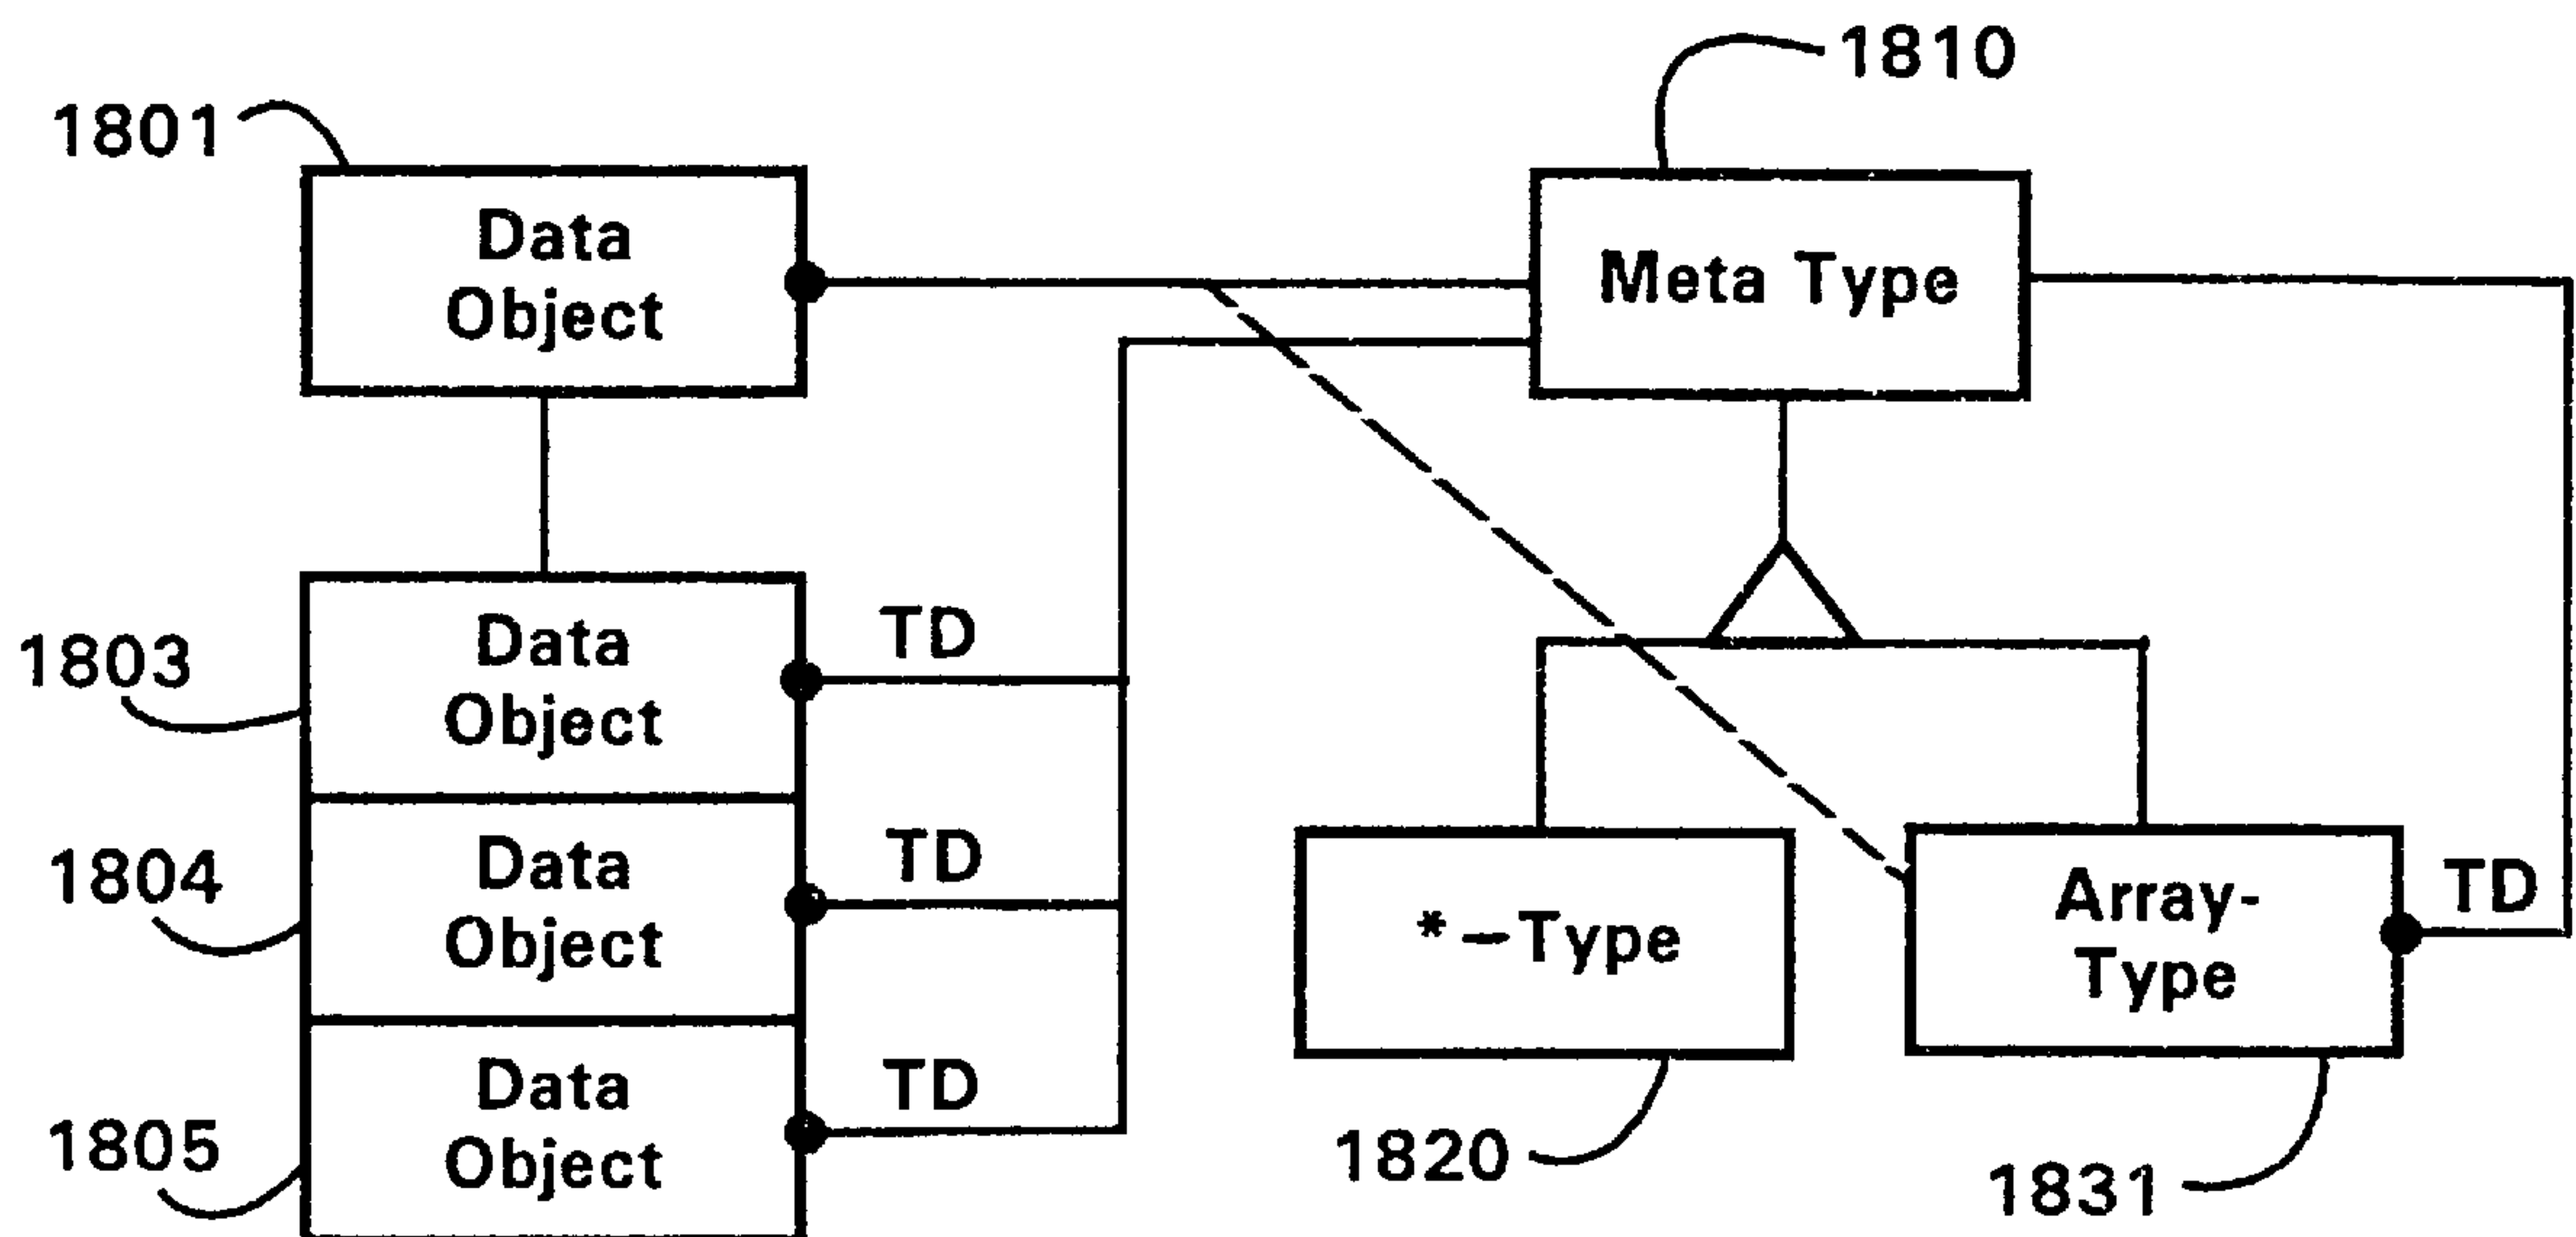 1810
1801
Data
Object
Meta Type
1803
Data
Object
TD
1804
Data
Object
TD
*-Type
Array-
Type
TD
1805
Data
Object
TD
1820
1831